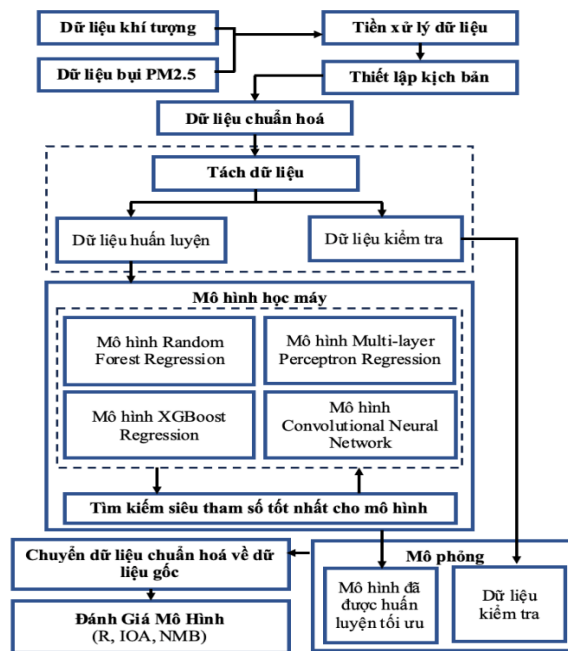 Dữ liệu khí tượng
Tiền xử lý dữ liệu
Dữ liệu bụi PM2.5
Thiết lập kịch bản
Dữ liệu chuẩn hoá
Tách dữ liệu
Dữ liệu huấn luyện
Dữ liệu kiểm tra
Mô hình học máy
Mô hình Random
Forest Regression
Mô hình Multi-layer
Perceptron Regression
Mô hình XGBoost
Regression
Mô hình
Convolutional Neural
Network
Tìm kiếm siêu tham số tốt nhất cho mô hình
Chuyển dữ liệu chuẩn hoá về dữ
liệu gốc
Mô phỏng
Mô hình đã
được huấn
luyện tối ưu
Dữ liệu
kiểm tra
Đánh Giá Mô Hình
(R, IOA, NMB)